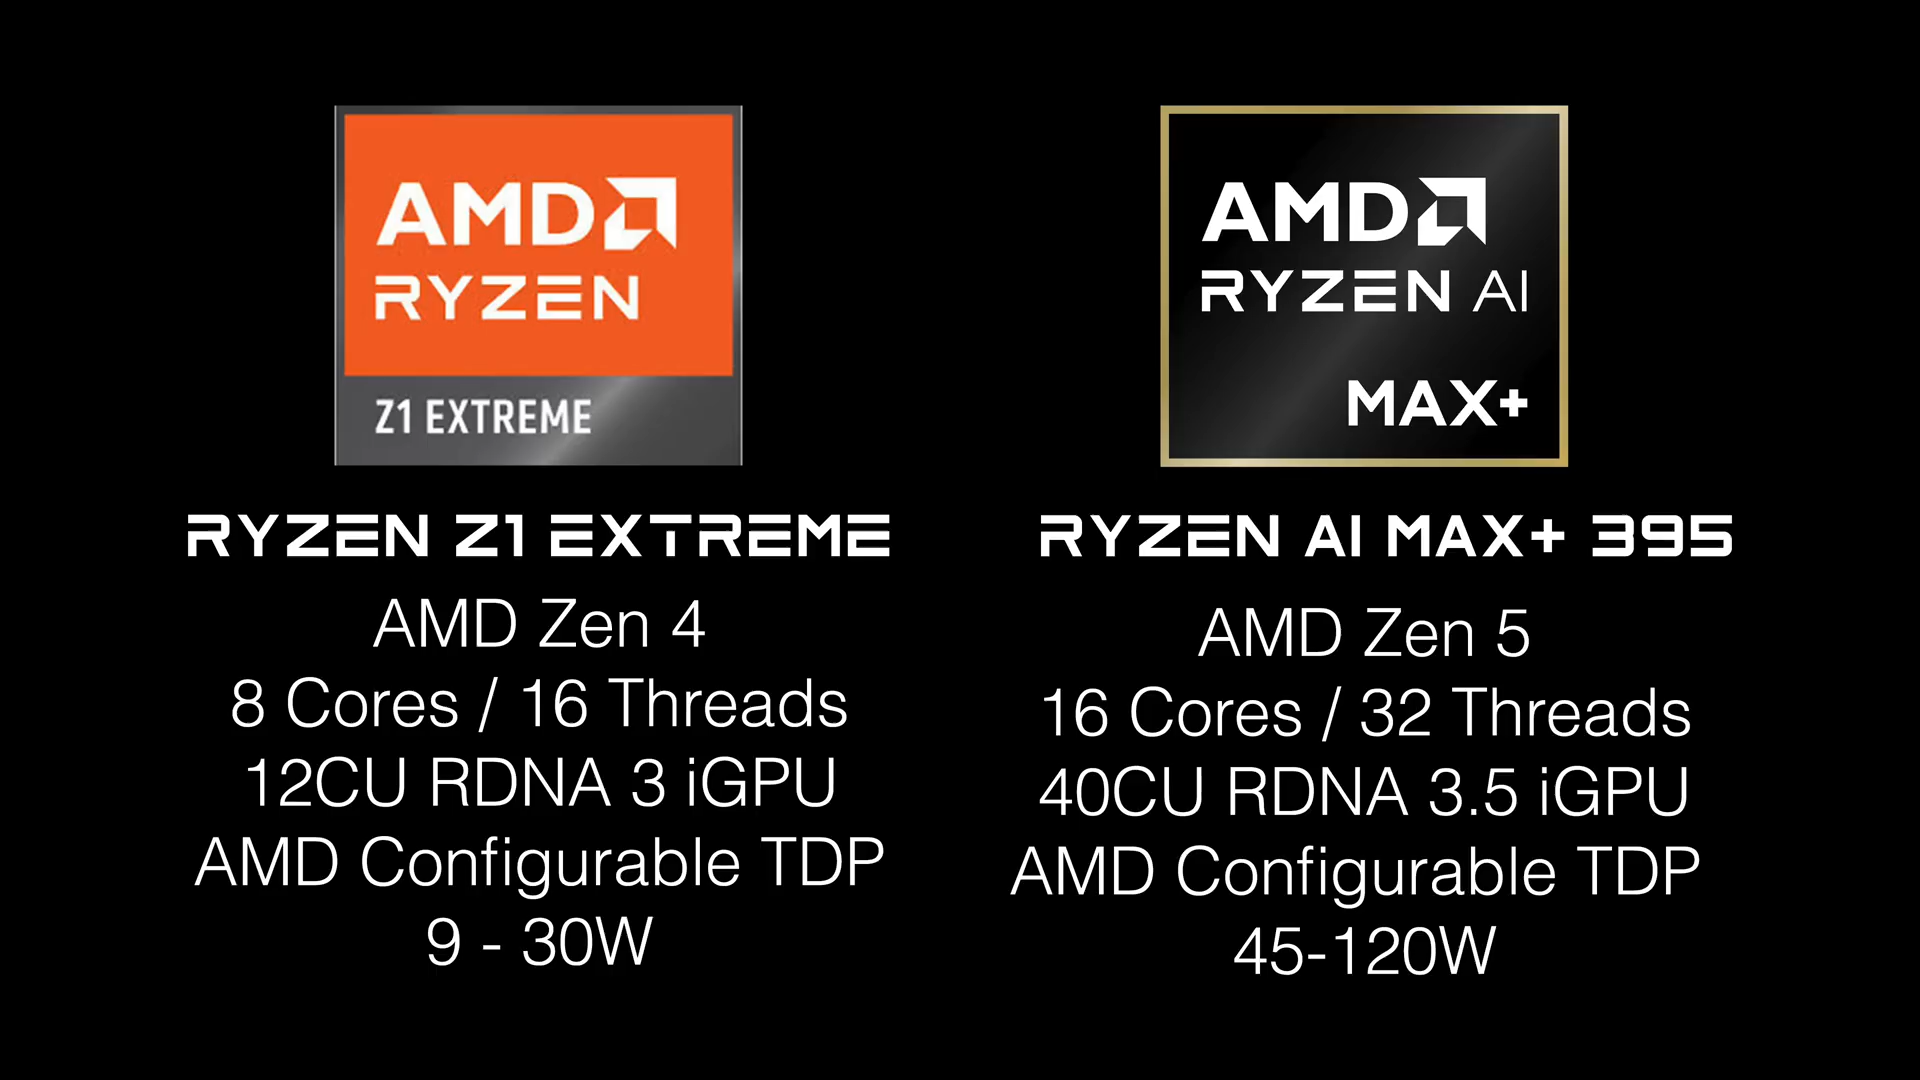 AMD
RYZEN
Z1 EXTREME
RYZEN Z1 EXTREME
AMD Zen 4
8 Cores / 16 Threads
12CU RDNA 3 iGPU
AMD Configurable TDP
9 - 30W
AMD
RYZEN AI
MAX+
RYZEN AI MAX+ 395
AMD Zen 5
16 Cores / 32 Threads
40CU RDNA 3.5 iGPU
AMD Configurable TDP
45-120W